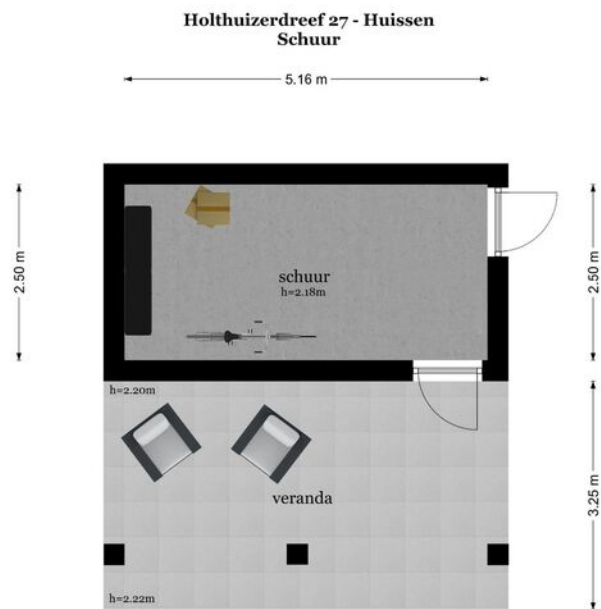 Holthuizerdreef 27 - Huissen
Schuur
5.16 m
2.50 m
2.50 m
schuur
h=2.18m
h=2.20m
veranda
3.25 m
h=2.22m